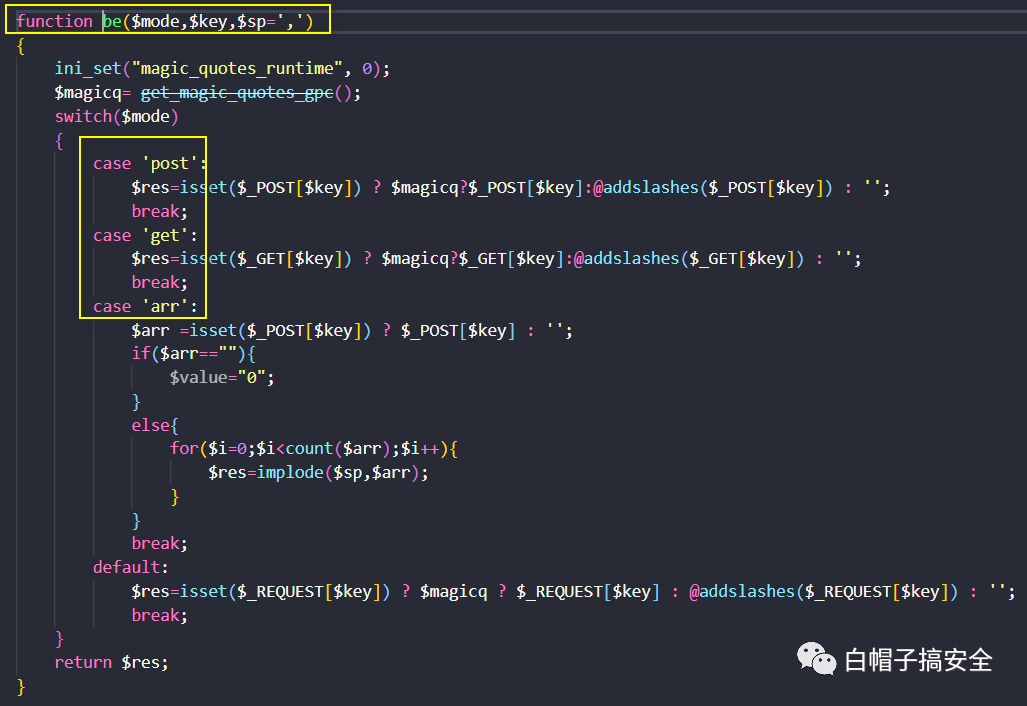 function be($mode,$key,$sp=',')
{
    ini_set("magic_quotes_runtime", 0);
    $magicq= get_magic_quotes_gpc();
    switch($mode)
    {
        case 'post':
            $res=isset($_POST[$key]) ? $magicq?$_POST[$key]:@addslashes($_POST[$key]) : '';
            break;
        case 'get':
            $res=isset($_GET[$key]) ? $magicq?$_GET[$key]:@addslashes($_GET[$key]) : '';
            break;
        case 'arr':
            $arr =isset($_POST[$key]) ? $_POST[$key] : '';
            if($arr==""){
                $value="0";
            }
            else{
                for($i=0;$i<count($arr);$i++){
                    $res=implode($sp,$arr);
                }
            }
            break;
        default:
            $res=isset($_REQUEST[$key]) ? $magicq ? $_REQUEST[$key] : @addslashes($_REQUEST[$key]) : '';
            break;
    }
    return $res;
}
白帽子搞安全